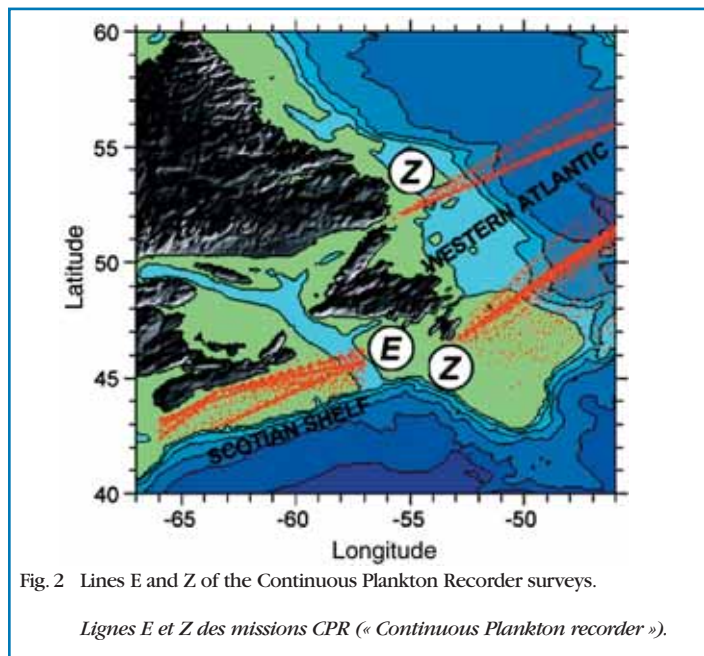 60
55
50
45
40
Latitude
Z
WESTERN ATLANTIC
E
Z
SCOTIAN SHELF
-65 -60 -55 -50
Longitude
Fig. 2 Lines E and Z of the Continuous Plankton Recorder surveys.
Lignes E et Z des missions CPR (« Continuous Plankton recorder »).